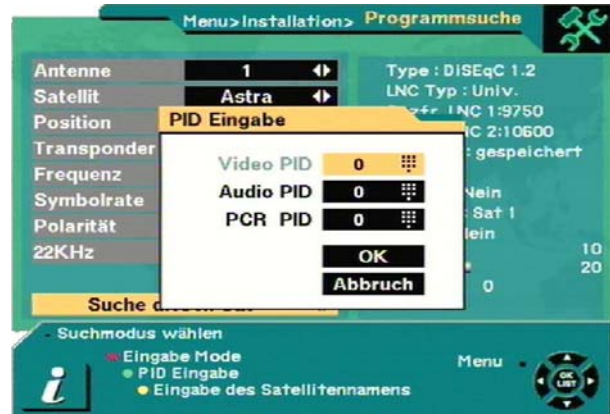 Menu>Installation> Programmsuche
Antenne 1
Satellit Astra
Position
Transponder
Frequenz
Symbolrate
Polarität
22KHz
Suche
Type : DiSEqC 1.2
LNC Typ : Univ.
LNC 1:9750
2:10600
: gespeichert
Nein
: Sat 1
10
20
0
PID Eingabe
Video PID 0
Audio PID 0
PCR PID 0
OK
Abbruch
Suchmodus wählen
Eingabe Mode
PID Eingabe
Eingabe des Satellitennamens
Menu
OK
LIST
i